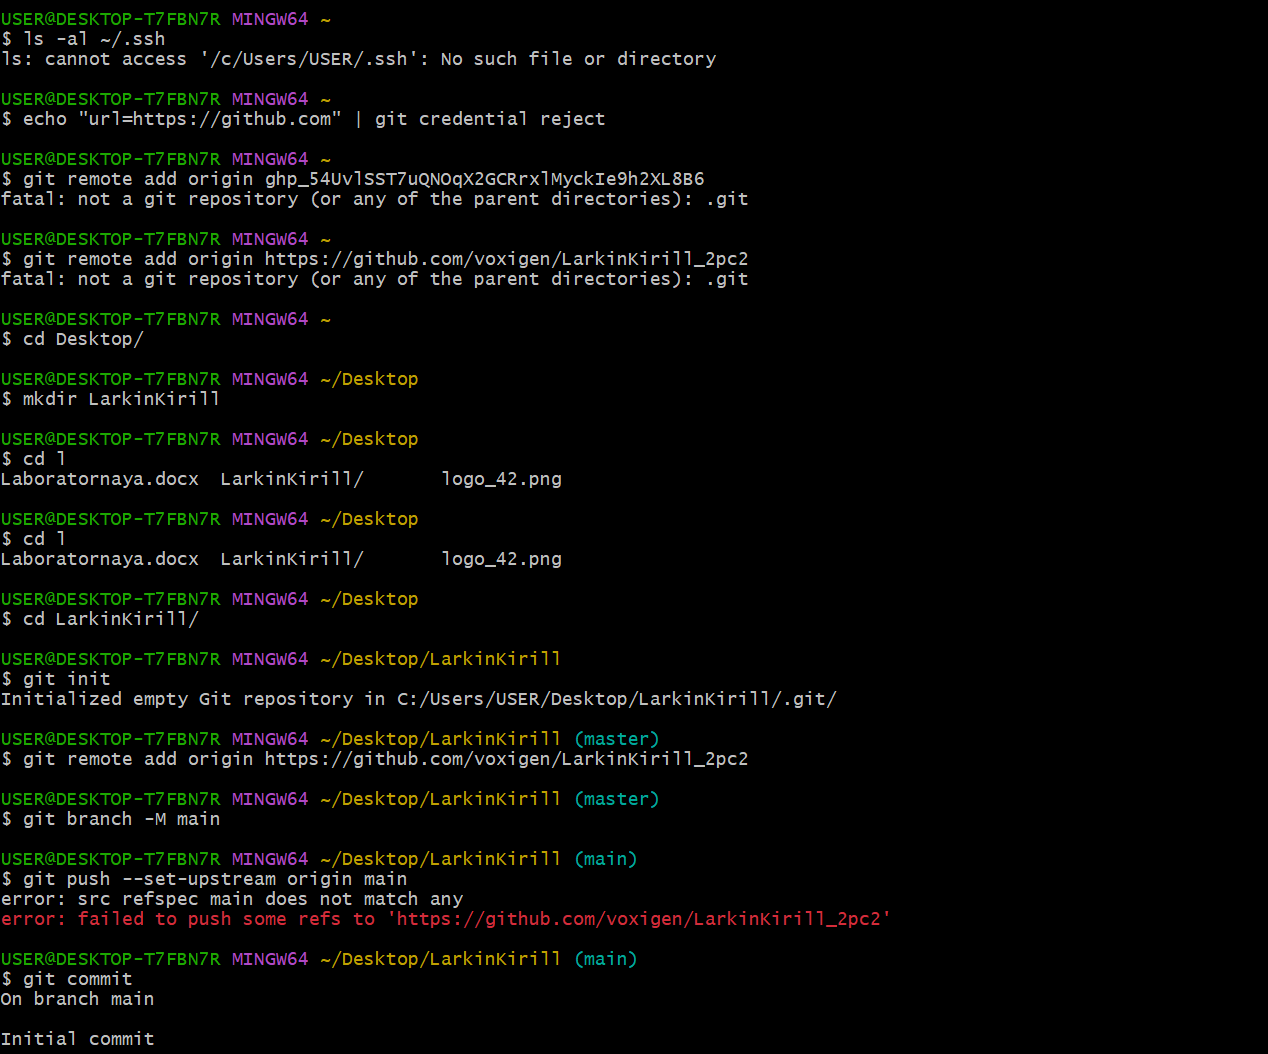 USER@DESKTOP-T7FBN7R MINGW64 ~
$ ls -al ~/.ssh
ls: cannot access '/c/Users/USER/.ssh': No such file or directory
USER@DESKTOP-T7FBN7R MINGW64 ~
$ echo "url=https://github.com" | git credential reject
USER@DESKTOP-T7FBN7R MINGW64 ~
$ git remote add origin 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
fatal: not a git repository (or any of the parent directories): .git
USER@DESKTOP-T7FBN7R MINGW64 ~
$ git remote add origin https://github.com/voxigen/LarkinKirill_2pc2
fatal: not a git repository (or any of the parent directories): .git
USER@DESKTOP-T7FBN7R MINGW64 ~
$ cd Desktop/
USER@DESKTOP-T7FBN7R MINGW64 ~/Desktop
$ mkdir LarkinKirill
USER@DESKTOP-T7FBN7R MINGW64 ~/Desktop
$ cd l
Laboratornaya.docx  LarkinKirill/       logo_42.png
USER@DESKTOP-T7FBN7R MINGW64 ~/Desktop
$ cd l
Laboratornaya.docx  LarkinKirill/       logo_42.png
USER@DESKTOP-T7FBN7R MINGW64 ~/Desktop
$ cd LarkinKirill/
USER@DESKTOP-T7FBN7R MINGW64 ~/Desktop/LarkinKirill
$ git init
Initialized empty Git repository in C:/Users/USER/Desktop/LarkinKirill/.git/
USER@DESKTOP-T7FBN7R MINGW64 ~/Desktop/LarkinKirill (master)
$ git remote add origin https://github.com/voxigen/LarkinKirill_2pc2
USER@DESKTOP-T7FBN7R MINGW64 ~/Desktop/LarkinKirill (master)
$ git branch -M main
USER@DESKTOP-T7FBN7R MINGW64 ~/Desktop/LarkinKirill (main)
$ git push --set-upstream origin main
error: src refspec main does not match any
error: failed to push some refs to 'https://github.com/voxigen/LarkinKirill_2pc2'
USER@DESKTOP-T7FBN7R MINGW64 ~/Desktop/LarkinKirill (main)
$ git commit
On branch main
Initial commit